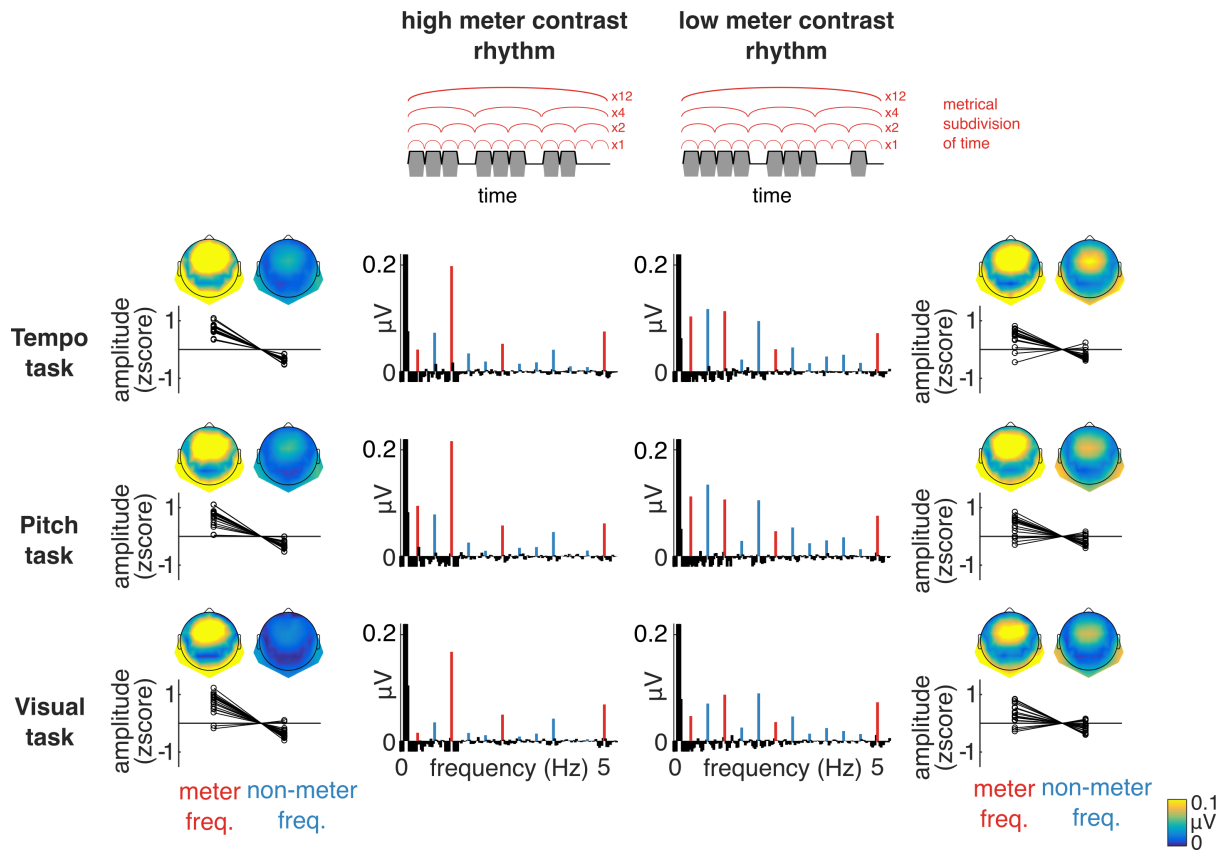 high meter contrast
rhythm
low meter contrast
rhythm
x12
x4
x2
x1
time
x12
x4
x2
x1
time
metrical
subdivision
of time
Tempo
task
amplitude
(zscore)
1
-1
0.2
µV
0
0.2
µV
0
amplitude
(zscore)
1
-1
Pitch
task
amplitude
(zscore)
1
-1
0.2
µV
0
0.2
µV
0
amplitude
(zscore)
1
-1
Visual
task
amplitude
(zscore)
1
-1
0.2
µV
0
0 frequency (Hz) 5
0.2
µV
0
0 frequency (Hz) 5
amplitude
(zscore)
1
-1
meter
freq.
non-meter
freq.
meter
freq.
non-meter
freq.
0.1
µV
0